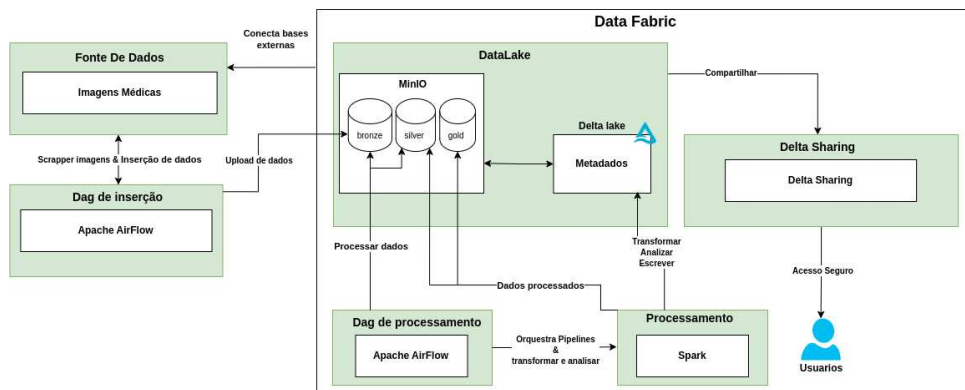 Data Fabric
Conecta bases
externas
Fonte De Dados
Imagens Médicas
DataLake
MinIO
bronze
silver
gold
Delta lake
Metadados
Compartilhar
Scrapper imagens & Inserção de dados
Upload de dados
Delta Sharing
Delta Sharing
Dag de inserção
Apache AirFlow
Processar dados
Transformar
Analizar
Escrever
Acesso Seguro
Dados processados
Dag de processamento
Apache AirFlow
Orquestra Pipelines
&
transformar e analisar
Processamento
Spark
Usuarios